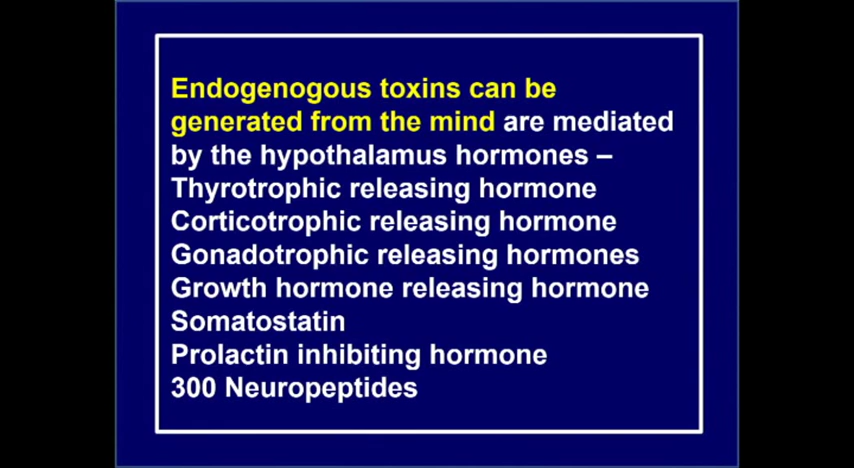 Endogenogous toxins can be
generated from the mind are mediated
by the hypothalamus hormones –
Thyrotrophic releasing hormone
Corticotrophic releasing hormone
Gonadotrophic releasing hormones
Growth hormone releasing hormone
Somatostatin
Prolactin inhibiting hormone
300 Neuropeptides